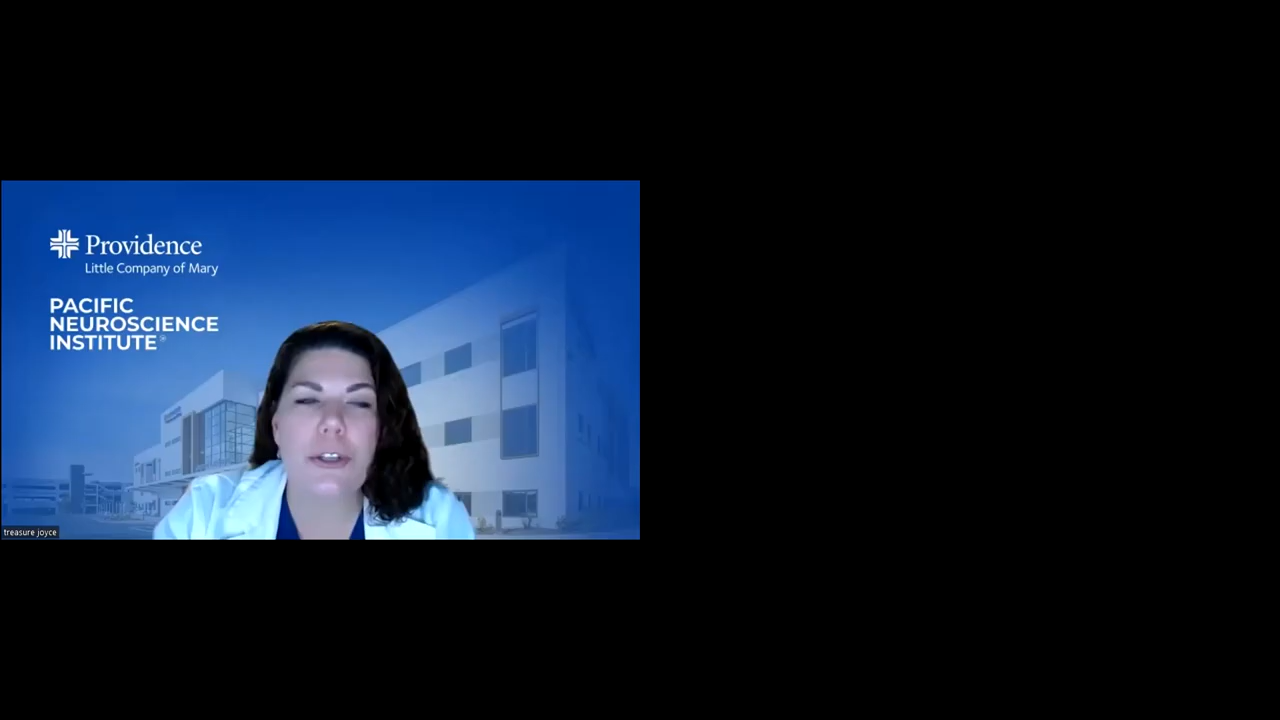 Providence
Little Company of Mary
PACIFIC
NEUROSCIENCE
INSTITUTE
treasure joyce